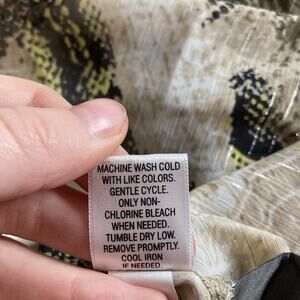 MACHINE WASH COLD
WITH LIKE COLORS.
GENTLE CYCLE.
ONLY NON-
CHLORINE BLEACH
WHEN NEEDED.
TUMBLE DRY LOW.
REMOVE PROMPTLY.
COOL IRON
IF NEEDED.